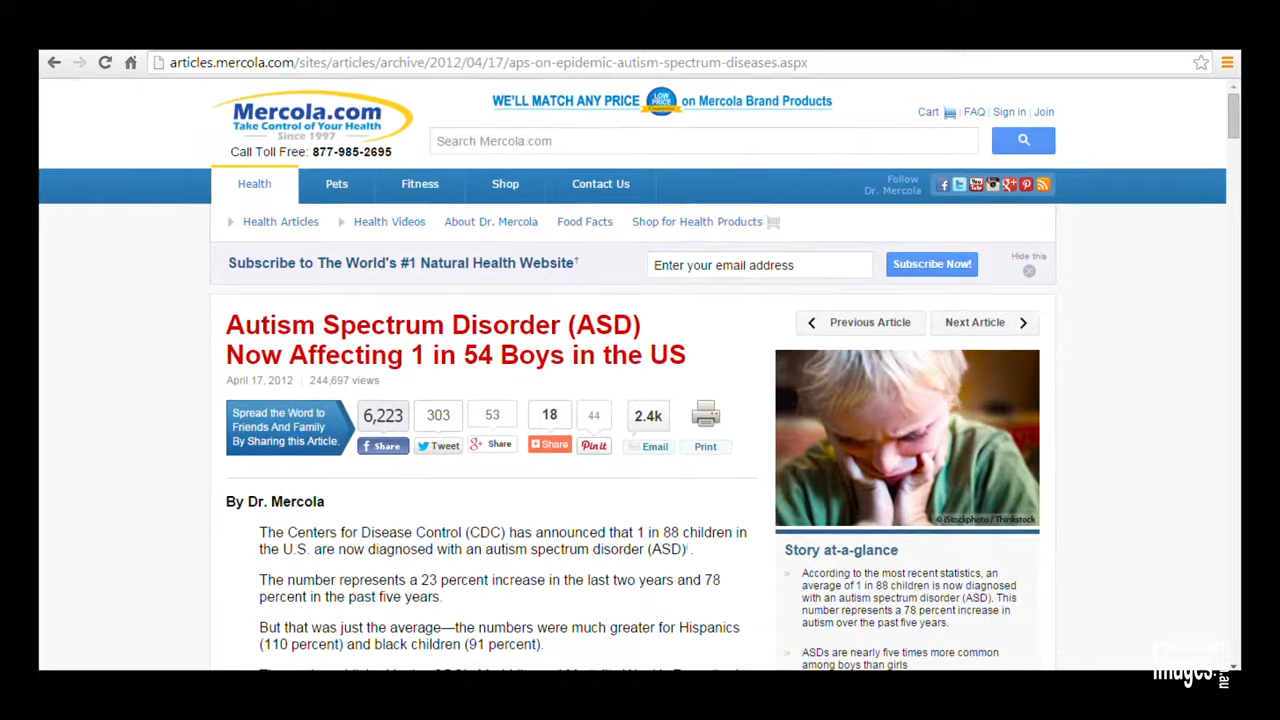 articles.mercola.com/sites/articles/archive/2012/04/17/aps-on-epidemic-autism-spectrum-diseases.aspx
Mercola.com
Take Control of Your Health
Since 1997
Call Toll Free: 877-985-2695
WE'LL MATCH ANY PRICE LOW PRICE on Mercola Brand Products
Cart | FAQ | Sign in | Join
Search Mercola.com
Health Pets Fitness Shop Contact Us
Follow
Dr. Mercola
Health Articles Health Videos About Dr. Mercola Food Facts Shop for Health Products
Subscribe to The World's #1 Natural Health Website†
Enter your email address
Subscribe Now!
Hide this
Autism Spectrum Disorder (ASD)
Now Affecting 1 in 54 Boys in the US
April 17, 2012 | 244,697 views
Spread the Word to
Friends And Family
By Sharing this Article.
6,223 303 53 18 44 2.4k
Share Tweet Share Share Pin it Email Print
By Dr. Mercola
The Centers for Disease Control (CDC) has announced that 1 in 88 children in
the U.S. are now diagnosed with an autism spectrum disorder (ASD) .
The number represents a 23 percent increase in the last two years and 78
percent in the past five years.
But that was just the average—the numbers were much greater for Hispanics
(110 percent) and black children (91 percent).
Previous Article Next Article
© iStockphoto / Thinkstock
Story at-a-glance
According to the most recent statistics, an
average of 1 in 88 children is now diagnosed
with an autism spectrum disorder (ASD). This
number represents a 78 percent increase in
autism over the past five years.
ASDs are nearly five times more common
among boys than girls
images
.au